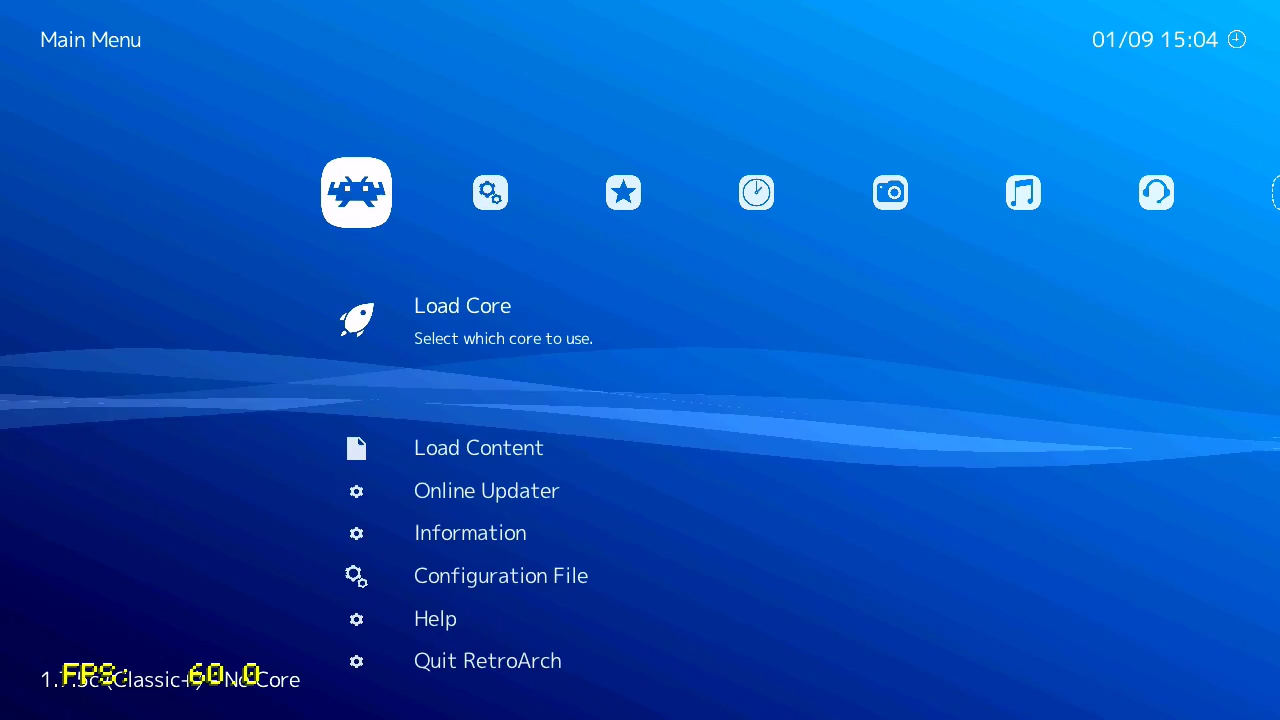 Main Menu
01/09 15:04
Load Core
Select which core to use.
Load Content
Online Updater
Information
Configuration File
Help
Quit RetroArch
FPS: 60.0
Core